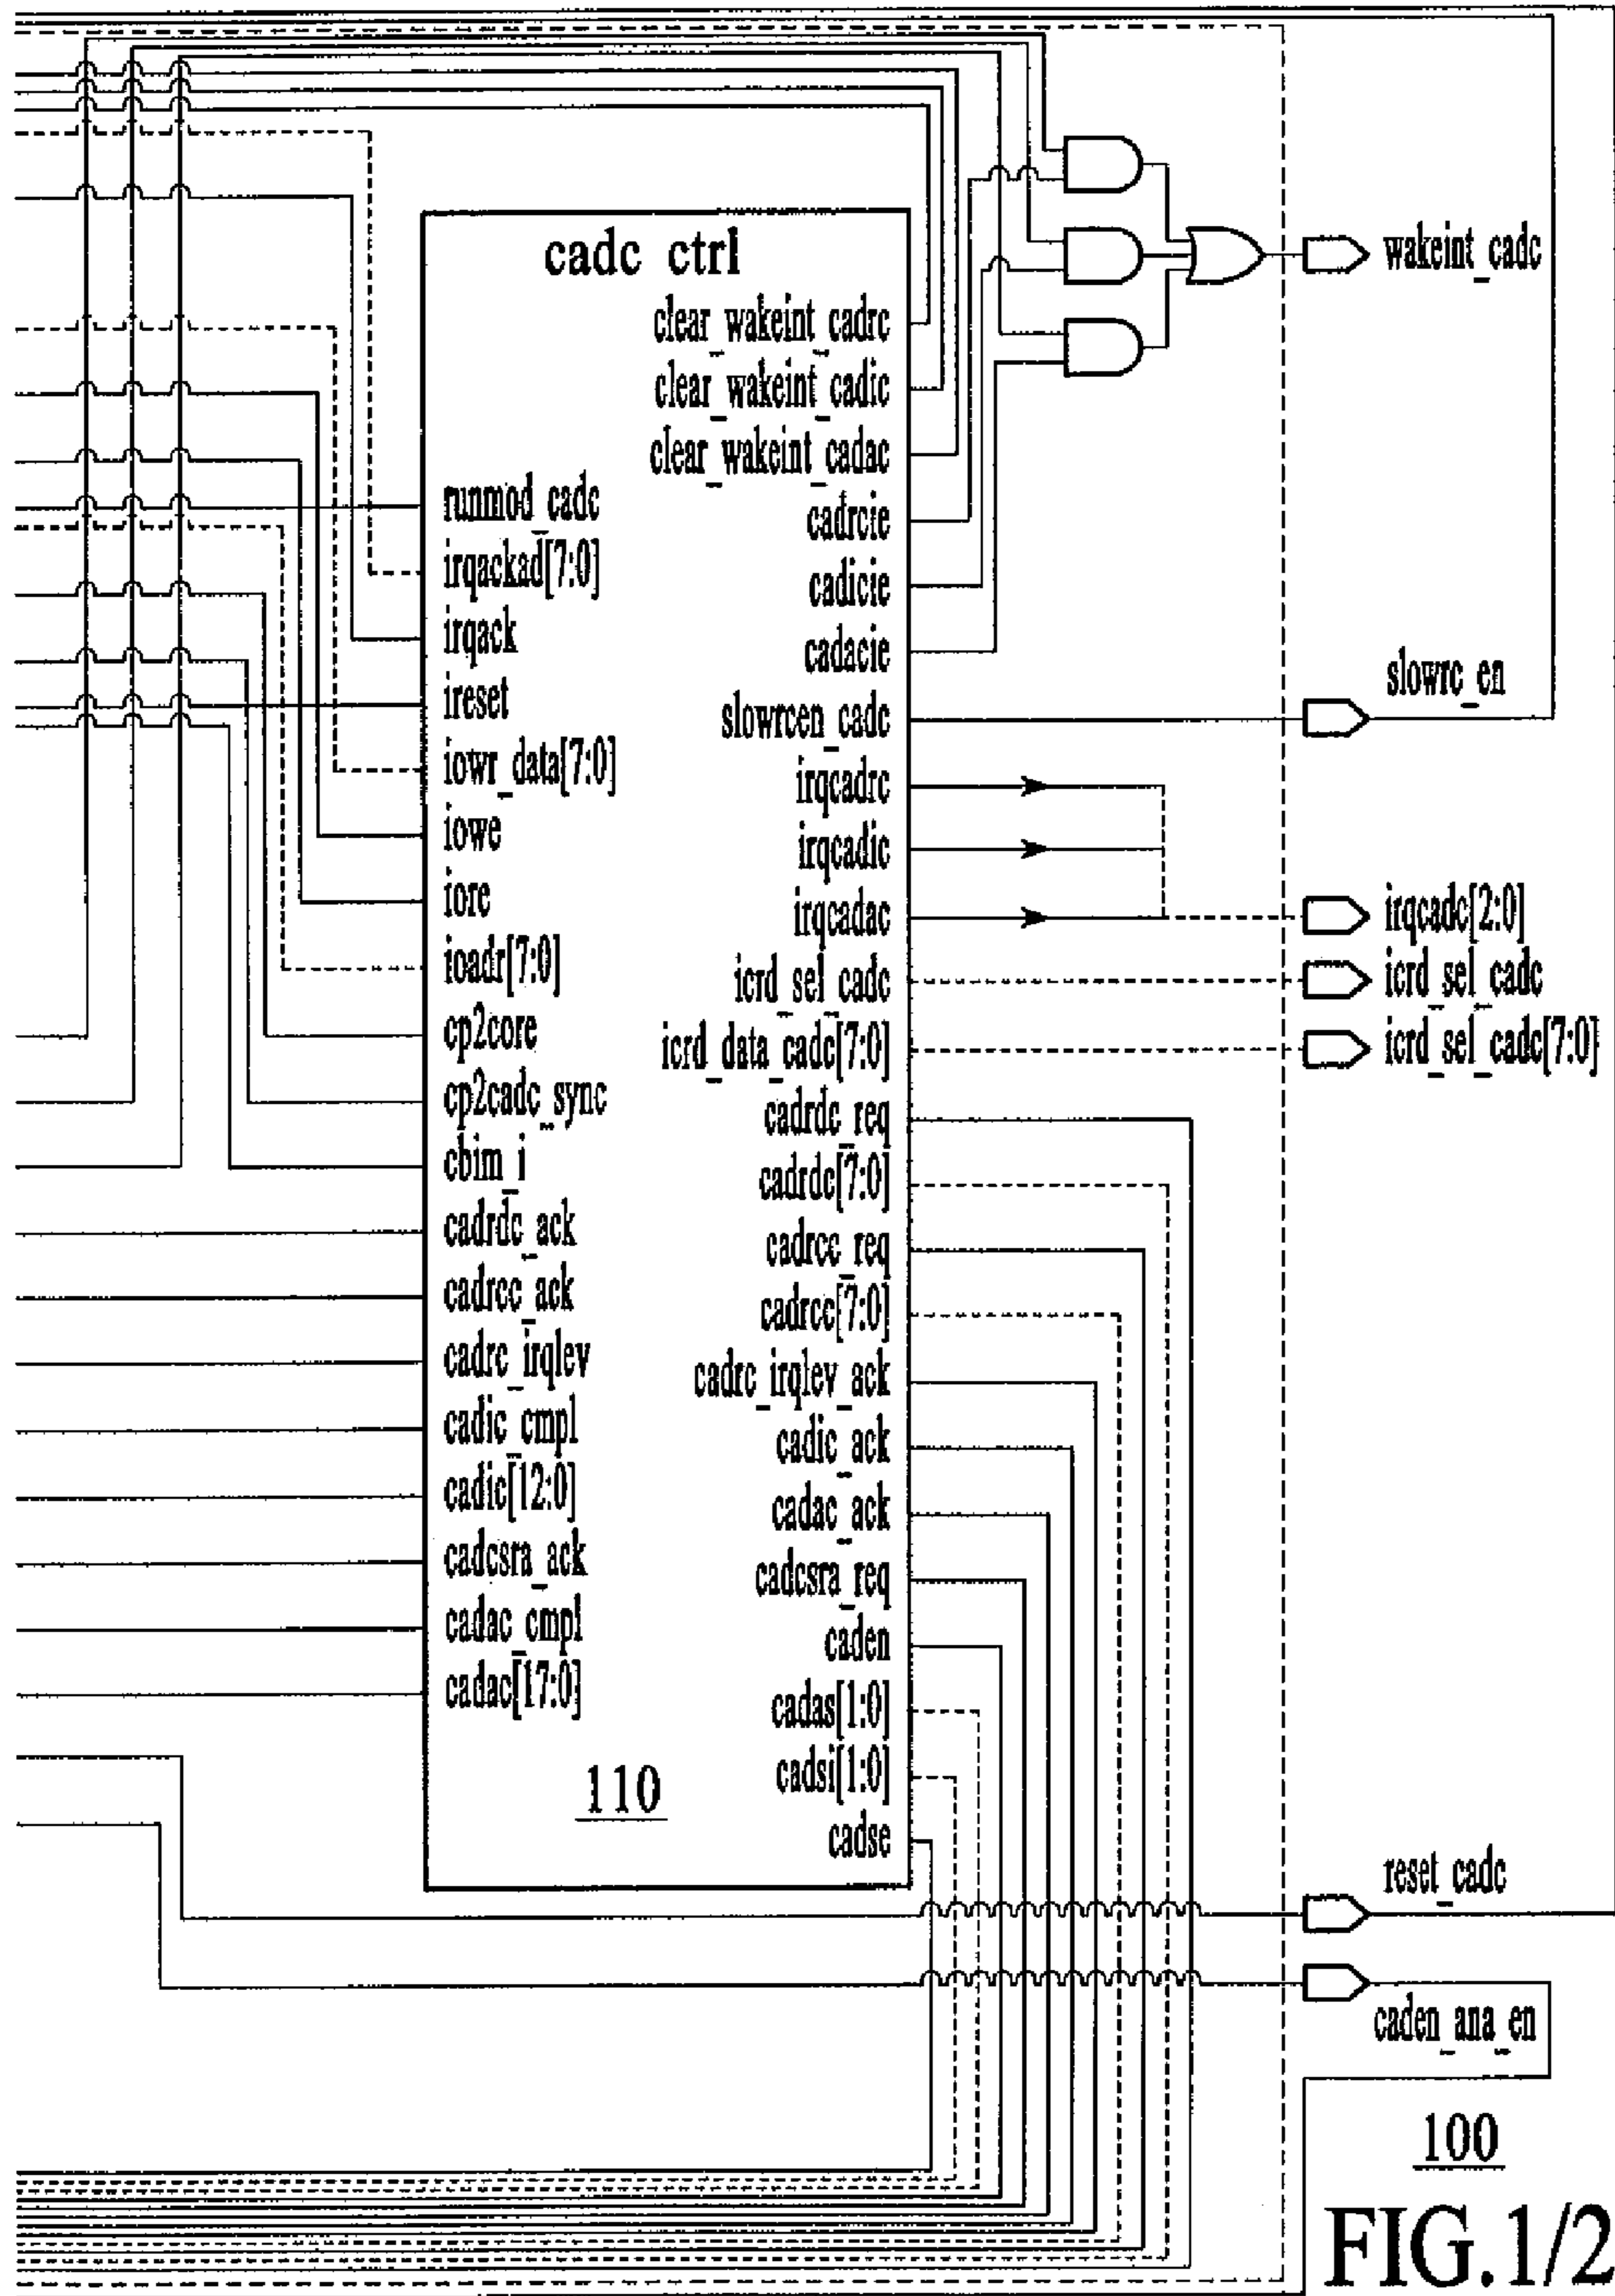 cadc_ctrl
clear_wakeint_cadrc
clear_wakeint_cadic
clear_wakeint_cadac
cadrcie
cadicie
cadacie
slowrcen_cadc
irqcadrc
irqcadic
irqcadac
icrd_sel_cadc
icrd_data_cadc[7:0]
cadrdc_req
cadrdc[7:0]
cadrcc_req
cadrcc[7:0]
cadrc_irqlev_ack
cadic_ack
cadac_ack
cadcsra_req
caden
cadas[1:0]
cadsi[1:0]
cadse
runmod_cadc
irqackad[7:0]
irqack
ireset
iowr_data[7:0]
iowe
iore
ioadr[7:0]
cp2core
cp2cadc_sync
cbim_i
cadrdc_ack
cadrcc_ack
cadrc_irqlev
cadic_cmpl
cadic[12:0]
cadcsra_ack
cadac_cmpl
cadac[17:0]
110
wakeint_cadc
slowrc_en
irqcadc[2:0]
icrd_sel_cadc
icrd_sel_cadc[7:0]
reset_cadc
caden_ana_en
100
FIG.1/2